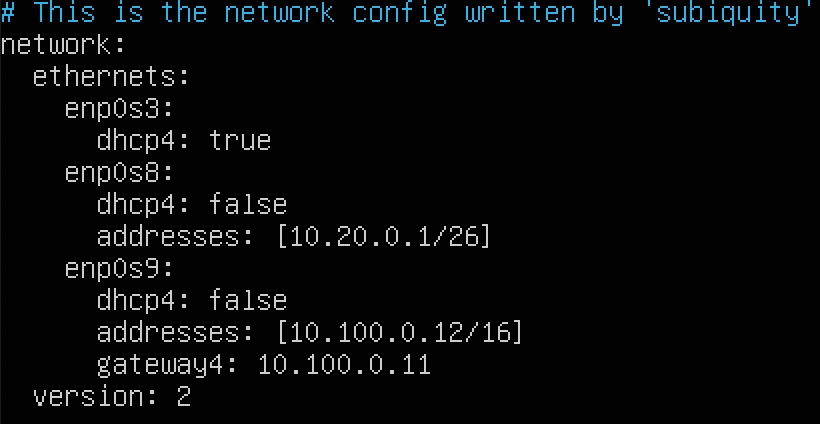 # This is the network config written by 'subiquity'
network:
  ethernets:
    enp0s3:
      dhcp4: true
    enp0s8:
      dhcp4: false
      addresses: [10.20.0.1/26]
    enp0s9:
      dhcp4: false
      addresses: [10.100.0.12/16]
      gateway4: 10.100.0.11
  version: 2